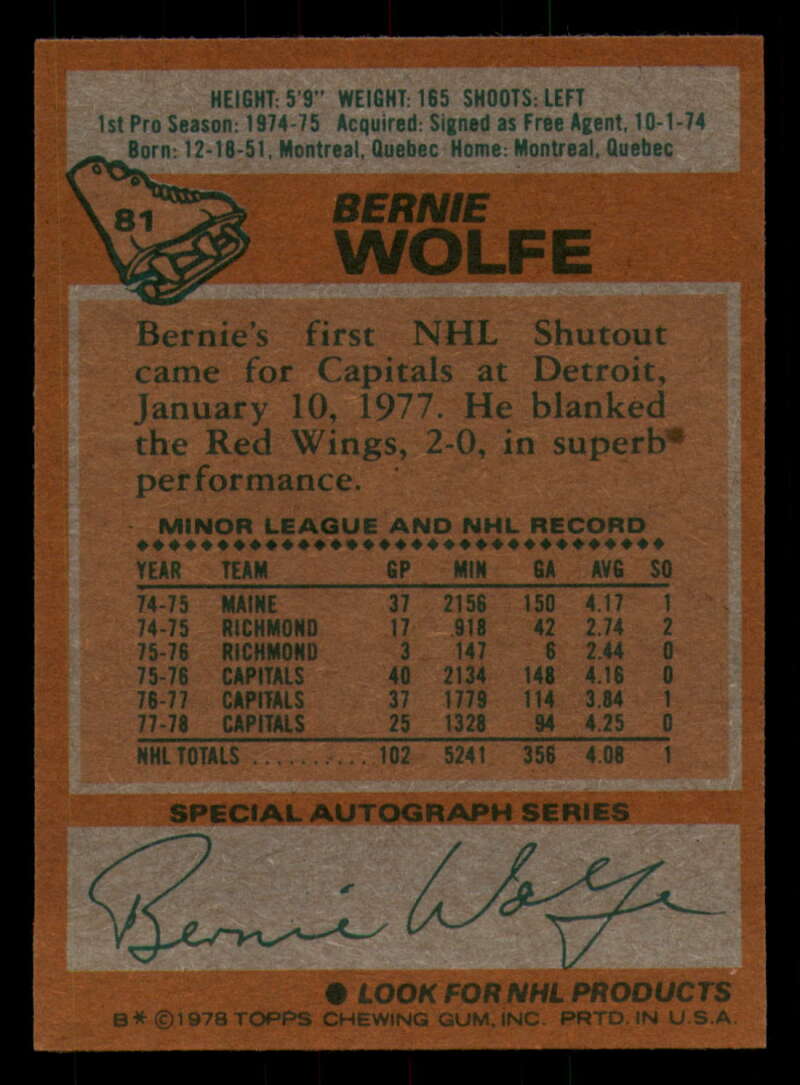 HEIGHT: 5'9" WEIGHT: 165 SHOOTS: LEFT
1st Pro Season: 1974-75 Acquired: Signed as Free Agent, 10-1-74
Born: 12-18-51, Montreal, Quebec Home: Montreal, Quebec
81
BERNIE
WOLFE
Bernie's first NHL Shutout
came for Capitals at Detroit,
January 10, 1977. He blanked
the Red Wings, 2-0, in superb
performance.
MINOR LEAGUE AND NHL RECORD
YEAR TEAM GP MIN GA AVG SO
74-75 MAINE 37 2156 150 4.17 1
74-75 RICHMOND 17 918 42 2.74 2
75-76 RICHMOND 3 147 6 2.44 0
75-76 CAPITALS 40 2134 148 4.16 0
76-77 CAPITALS 37 1779 114 3.84 1
77-78 CAPITALS 25 1328 94 4.25 0
NHL TOTALS ........... 102 5241 356 4.08 1
SPECIAL AUTOGRAPH SERIES
Bernie Wolfe
● LOOK FOR NHL PRODUCTS
B* ©1978 TOPPS CHEWING GUM, INC. PRTD. IN U.S.A.